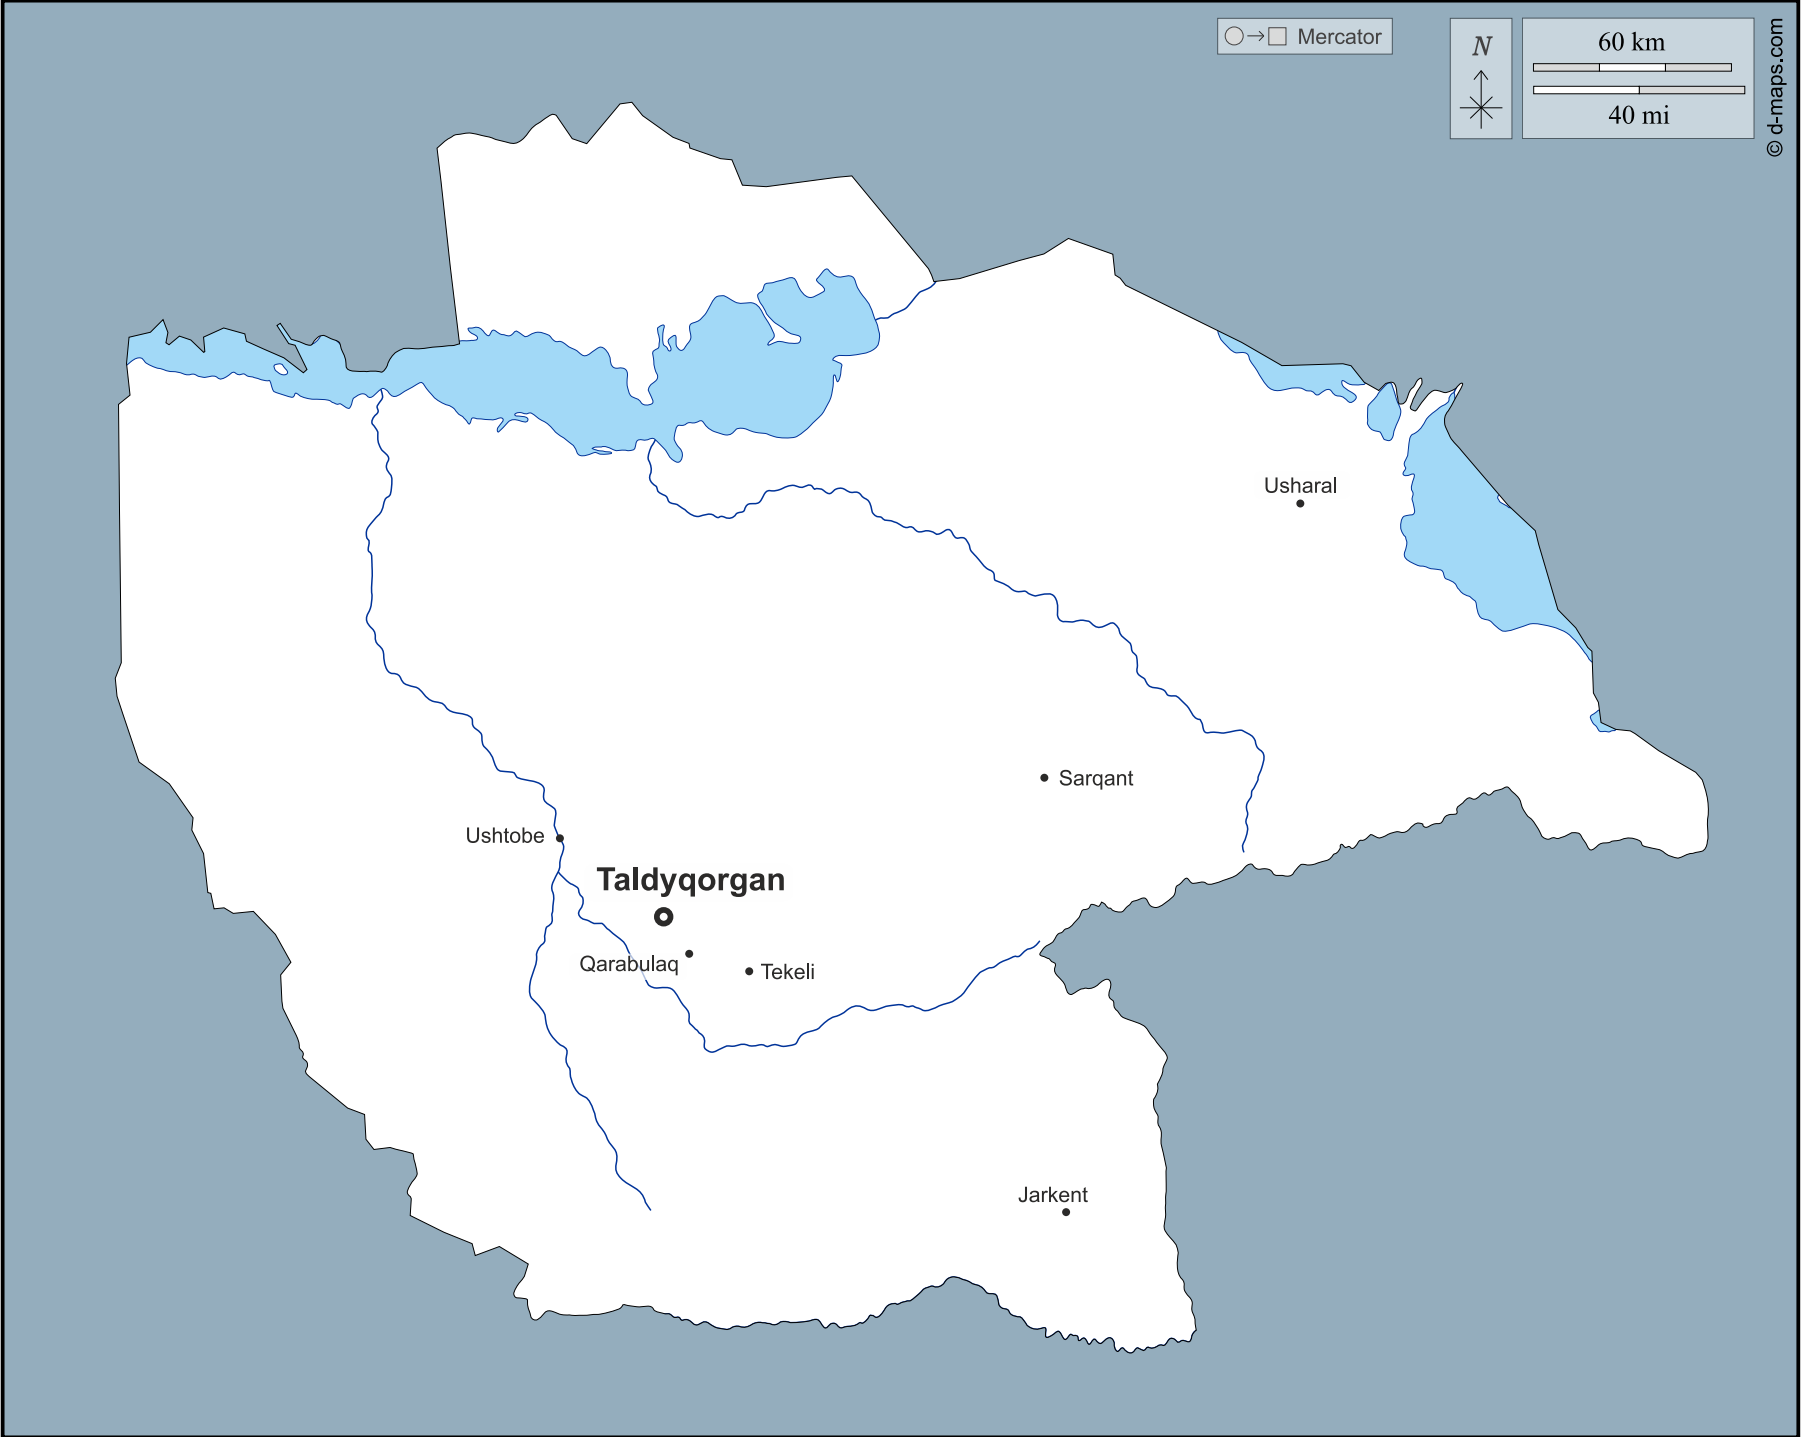 Mercator
N
60 km
40 mi
© d-maps.com
Usharal
Sarqant
Ushtobe
Taldyqorgan
Qarabulaq
Tekeli
Jarkent